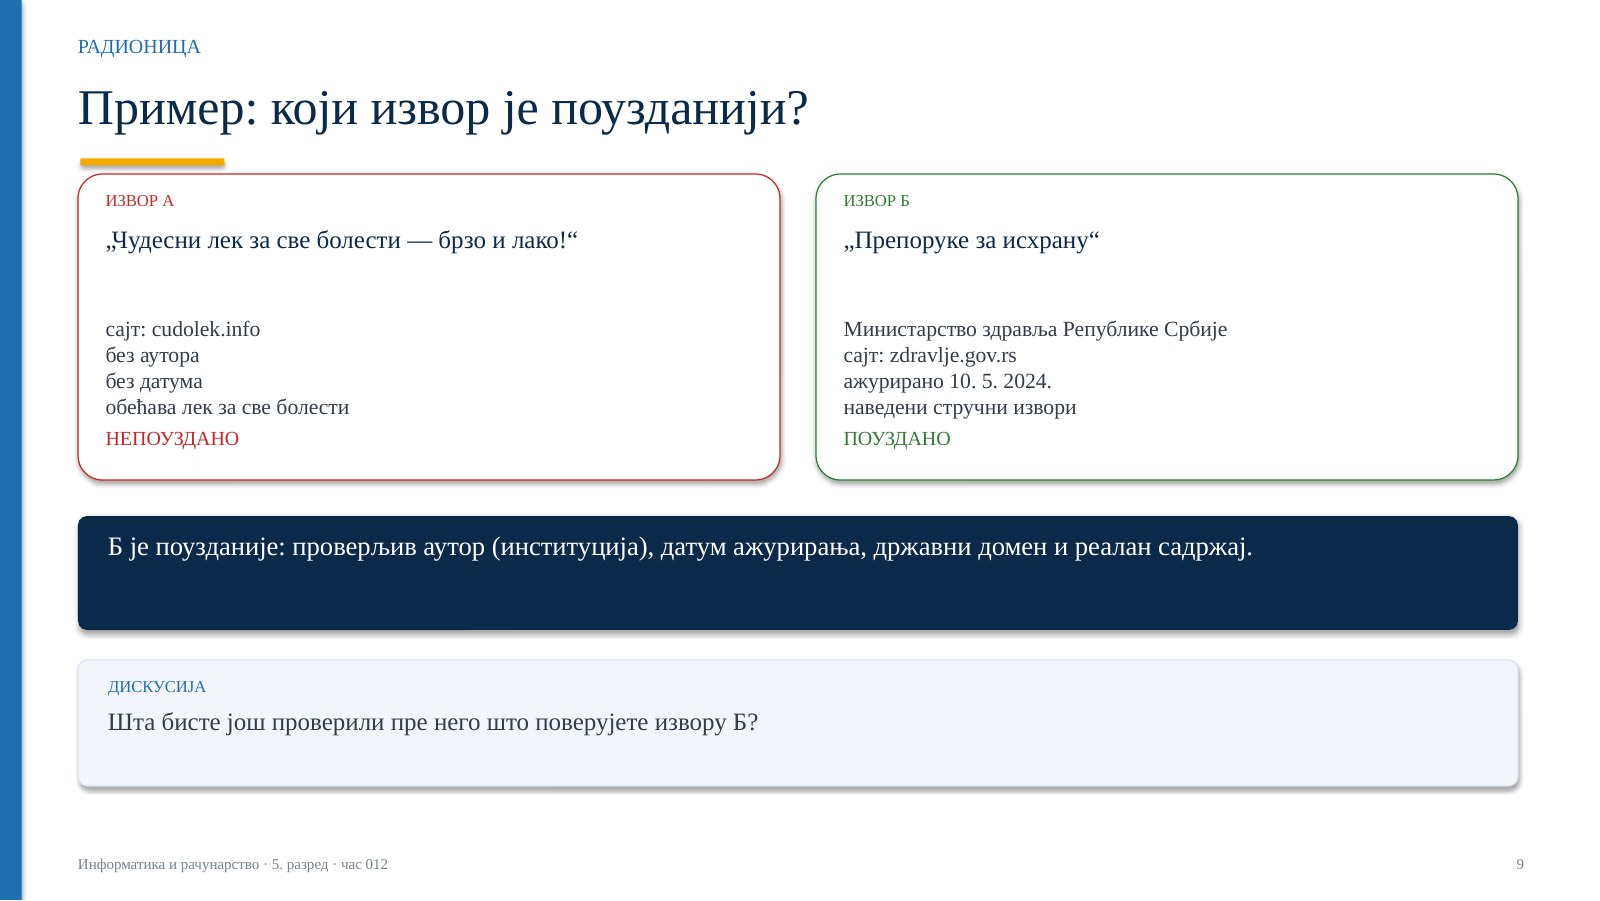 РАДИОНИЦА
Пример: који извор је поузданији?
ИЗВОР А
„Чудесни лек за све болести — брзо и лако!“
сајт: cudolek.info
без аутора
без датума
обећава лек за све болести
НЕПОУЗДАНО
ИЗВОР Б
„Препоруке за исхрану“
Министарство здравља Републике Србије
сајт: zdravlje.gov.rs
ажурирано 10. 5. 2024.
наведени стручни извори
ПОУЗДАНО
Б је поузданије: проверљив аутор (институција), датум ажурирања, државни домен и реалан садржај.
ДИСКУСИЈА
Шта бисте још проверили пре него што поверујете извору Б?
Информатика и рачунарство · 5. разред · час 012
9